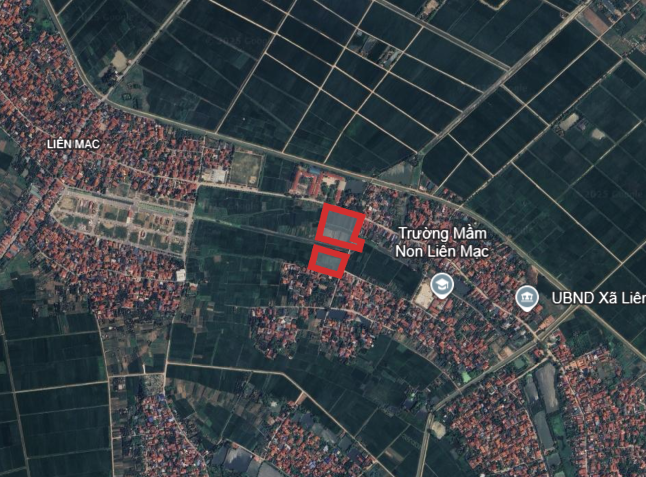 LIÊN MẠC
Trường Mầm
Non Liên Mạc
UBND Xã Liên